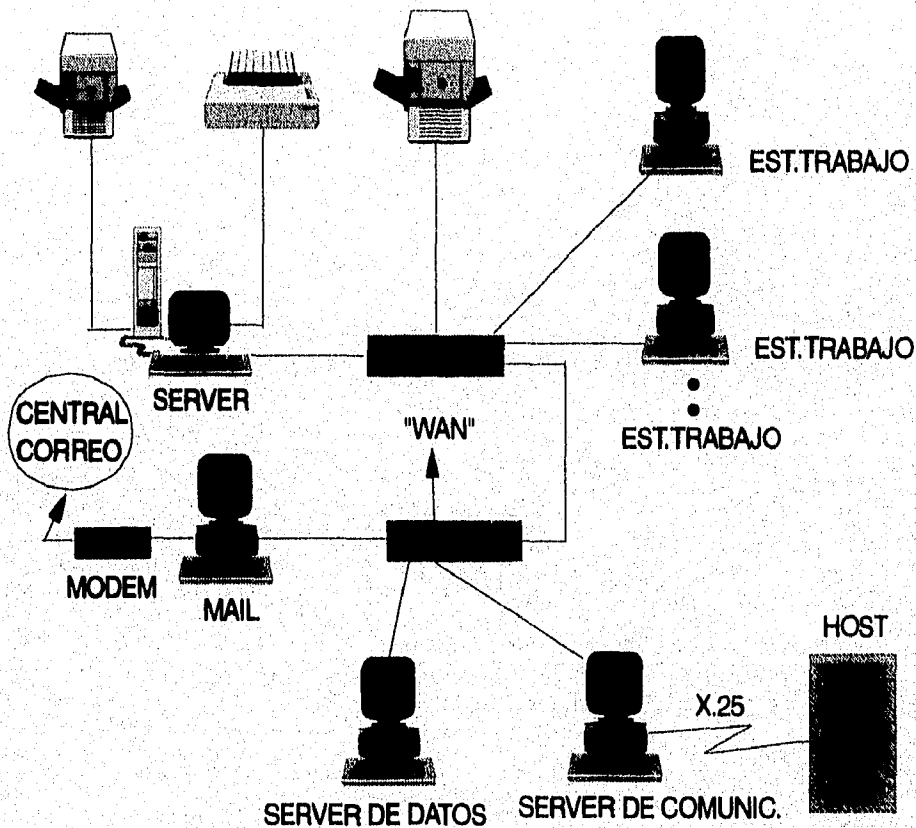 EST.TRABAJO
EST.TRABAJO
SERVER
CENTRAL
CORREO
"WAN"
EST.TRABAJO
MODEM
MAIL
HOST
X.25
SERVER DE DATOS
SERVER DE COMUNIC.